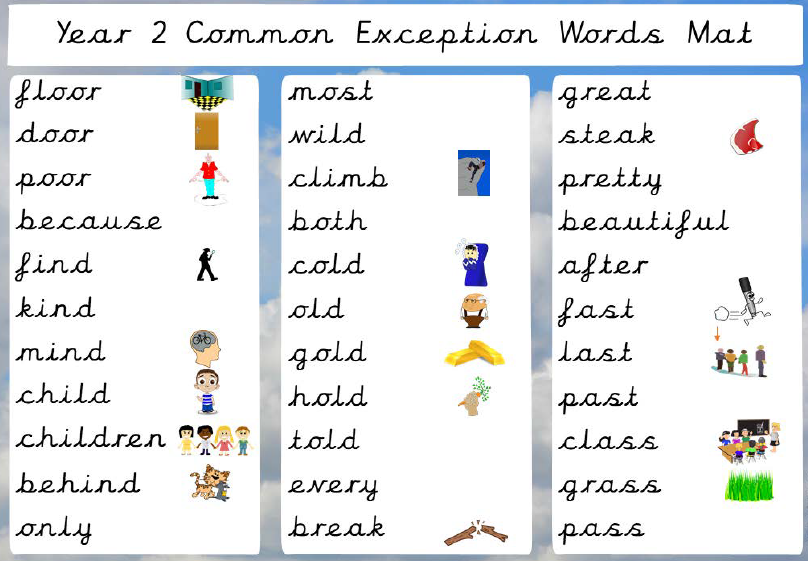 Year 2 Common Exception Words Mat
floor
door
poor
because
find
kind
mind
child
children
behind
only
most
wild
climb
both
cold
old
gold
hold
told
every
break
great
steak
pretty
beautiful
after
fast
last
past
class
grass
pass